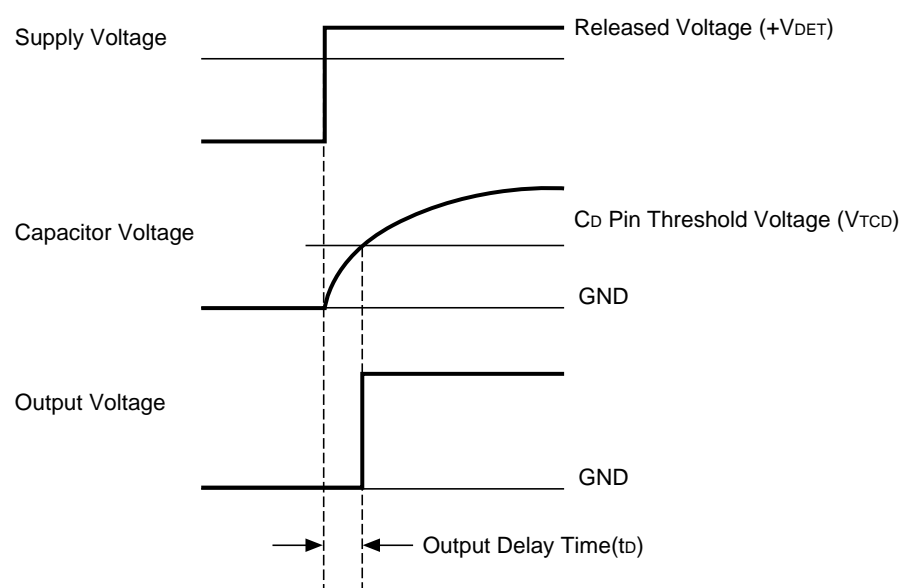 Supply Voltage
Released Voltage (+VDET)
Capacitor Voltage
CD Pin Threshold Voltage (VTCD)
GND
Output Voltage
GND
Output Delay Time(tD)